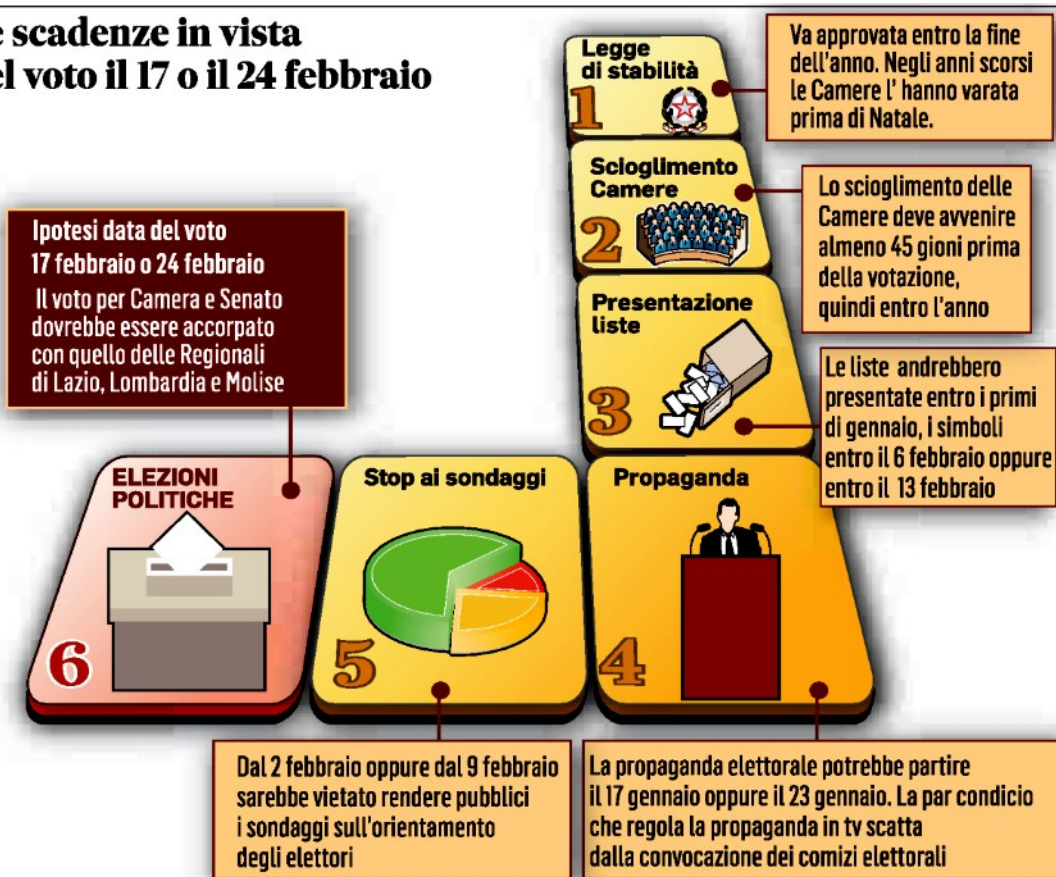 e scadenze in vista
el voto il 17 o il 24 febbraio
Legge
di stabilità
1
Va approvata entro la fine
dell'anno. Negli anni scorsi
le Camere l' hanno varata
prima di Natale.
Scioglimento
Camere
2
Lo scioglimento delle
Camere deve avvenire
almeno 45 gioni prima
della votazione,
quindi entro l'anno
Presentazione
liste
3
Le liste andrebbero
presentate entro i primi
di gennaio, i simboli
entro il 6 febbraio oppure
entro il 13 febbraio
Propaganda
4
La propaganda elettorale potrebbe partire
il 17 gennaio oppure il 23 gennaio. La par condicio
che regola la propaganda in tv scatta
dalla convocazione dei comizi elettorali
Stop ai sondaggi
5
Dal 2 febbraio oppure dal 9 febbraio
sarebbe vietato rendere pubblici
i sondaggi sull'orientamento
degli elettori
ELEZIONI
POLITICHE
6
Ipotesi data del voto
17 febbraio o 24 febbraio
Il voto per Camera e Senato
dovrebbe essere accorpato
con quello delle Regionali
di Lazio, Lombardia e Molise